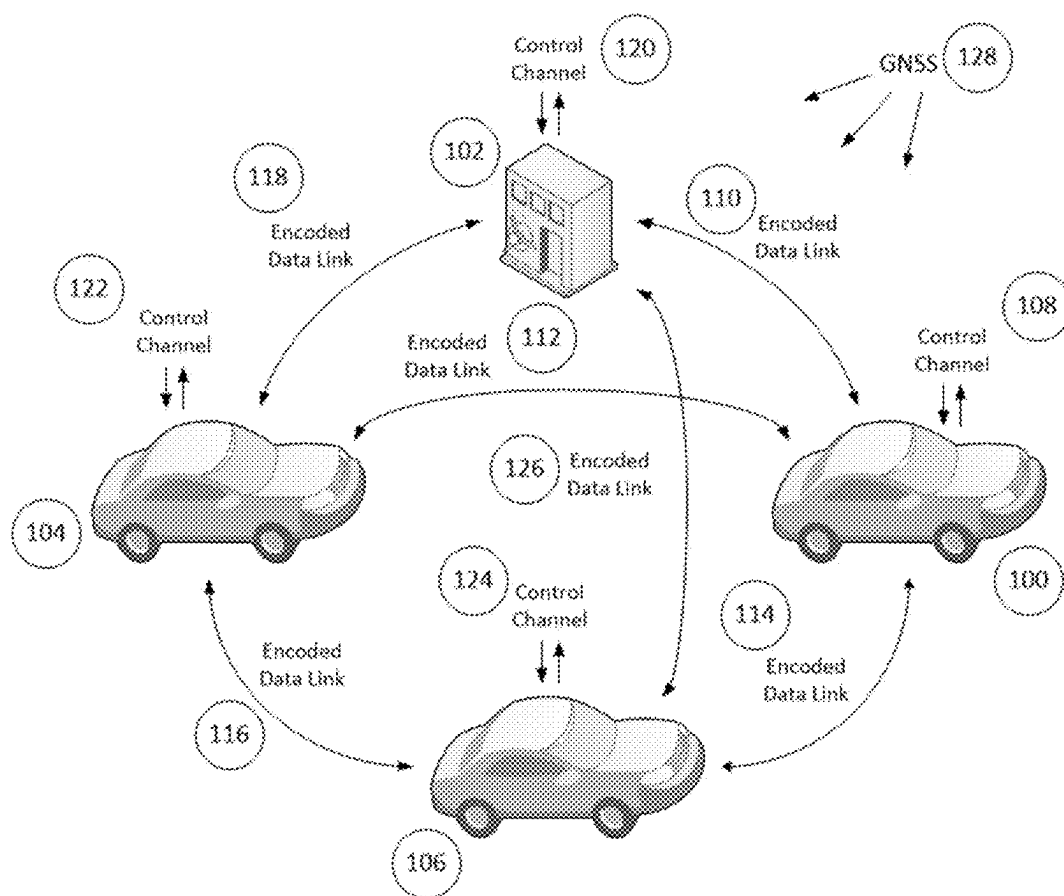 Control
Channel
120
GNSS
128
102
118
Encoded
Data Link
110
Encoded
Data Link
122
Control
Channel
Encoded
Data Link
112
108
Control
Channel
126
Encoded
Data Link
104
124
Control
Channel
100
114
Encoded
Data Link
Encoded
Data Link
116
106